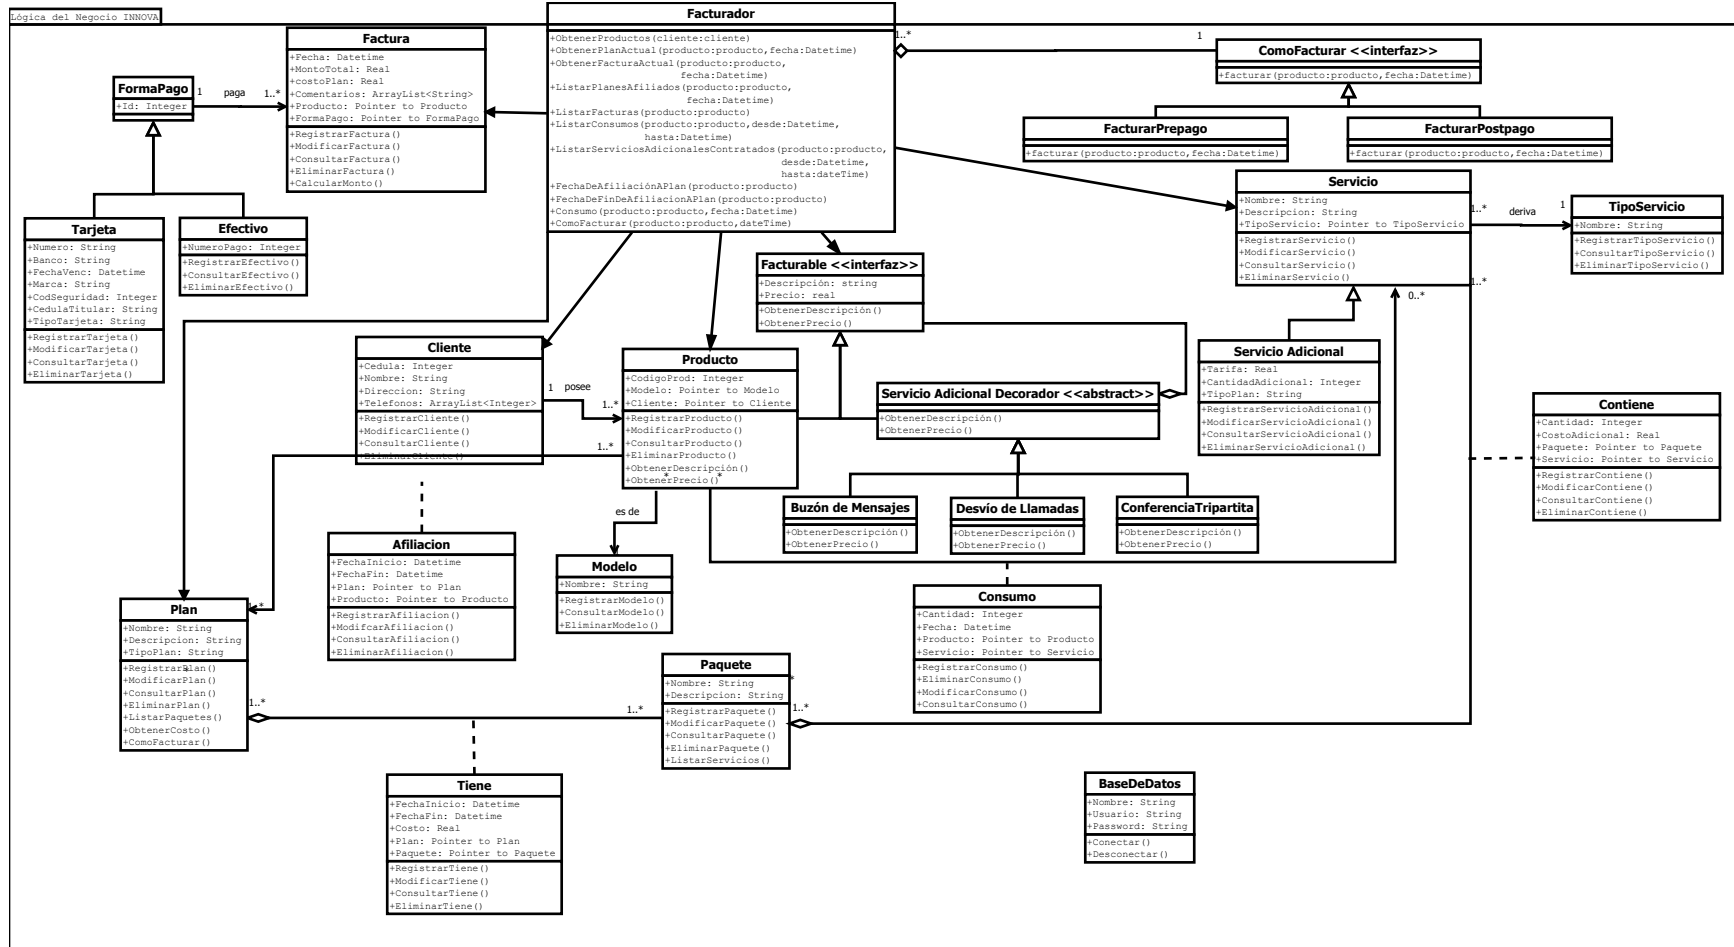 Lógica del Negocio INNOVA
Facturador
+ObtenerProductos(cliente:cliente)
+ObtenerPlanActual(producto:producto,fecha:Datetime)
+ObtenerFacturaActual(producto:producto,
fecha:Datetime)
+ListarPlanesAfiliados(producto:producto,
fecha:Datetime)
+ListarFacturas(producto:producto)
+ListarConsumos(producto:producto,desde:Datetime,
hasta:Datetime)
+ListarServiciosAdicionalesContratados(producto:producto,
desde:Datetime,
hasta:dateTime)
+FechaDeAfiliaciónAPlan(producto:producto)
+FechaDeFinDeAfiliacionAPlan(producto:producto)
+Consumo(producto:producto,fecha:Datetime)
+ComoFacturar(producto:producto,dateTime)
Factura
+Fecha: Datetime
+MontoTotal: Real
+costoPlan: Real
+Comentarios: ArrayList<String>
+Producto: Pointer to Producto
+FormaPago: Pointer to FormaPago
+RegistrarFactura()
+ModificarFactura()
+ConsultarFactura()
+EliminarFactura()
+CalcularMonto()
FormaPago
+Id: Integer
1
paga
1..*
1..*
1
ComoFacturar <<interfaz>>
+facturar(producto:producto,fecha:Datetime)
FacturarPrepago
+facturar(producto:producto,fecha:Datetime)
FacturarPostpago
+facturar(producto:producto,fecha:Datetime)
Tarjeta
+Numero: String
+Banco: String
+FechaVenc: Datetime
+Marca: String
+CodSeguridad: Integer
+CedulaTitular: String
+TipoTarjeta: String
+RegistrarTarjeta()
+ModificarTarjeta()
+ConsultarTarjeta()
+EliminarTarjeta()
Efectivo
+NumeroPago: Integer
+RegistrarEfectivo()
+ConsultarEfectivo()
+EliminarEfectivo()
Servicio
+Nombre: String
+Descripcion: String
+TipoServicio: Pointer to TipoServicio
+RegistrarServicio()
+ModificarServicio()
+ConsultarServicio()
+EliminarServicio()
1..*
deriva
1
1..*
0..*
TipoServicio
+Nombre: String
+RegistrarTipoServicio()
+ConsultarTipoServicio()
+EliminarTipoServicio()
Facturable <<interfaz>>
+Descripción: string
+Precio: real
+ObtenerDescripción()
+ObtenerPrecio()
Cliente
+Cedula: Integer
+Nombre: String
+Direccion: String
+Telefonos: ArrayList<Integer>
+RegistrarCliente()
+ModificarCliente()
+ConsultarCliente()
+EliminarCliente()
1
posee
1..*
1..*
Producto
+CodigoProd: Integer
+Modelo: Pointer to Modelo
+Cliente: Pointer to Cliente
+RegistrarProducto()
+ModificarProducto()
+ConsultarProducto()
+EliminarProducto()
+ObtenerDescripción()
+ObtenerPrecio()
*
*
Servicio Adicional Decorador <<abstract>>
+ObtenerDescripción()
+ObtenerPrecio()
Servicio Adicional
+Tarifa: Real
+CantidadAdicional: Integer
+TipoPlan: String
+RegistrarServicioAdicional()
+ModificarServicioAdicional()
+ConsultarServicioAdicional()
+EliminarServicioAdicional()
Contiene
+Cantidad: Integer
+CostoAdicional: Real
+Paquete: Pointer to Paquete
+Servicio: Pointer to Servicio
+RegistrarContiene()
+ModificarContiene()
+ConsultarContiene()
+EliminarContiene()
Buzón de Mensajes
+ObtenerDescripción()
+ObtenerPrecio()
Desvío de Llamadas
+ObtenerDescripción()
+ObtenerPrecio()
ConferenciaTripartita
+ObtenerDescripción()
+ObtenerPrecio()
es de
Afiliacion
+FechaInicio: Datetime
+FechaFin: Datetime
+Plan: Pointer to Plan
+Producto: Pointer to Producto
+RegistrarAfiliacion()
+ModifcarAfiliacion()
+ConsultarAfiliacion()
+EliminarAfiliacion()
Modelo
+Nombre: String
+RegistrarModelo()
+ConsultarModelo()
+EliminarModelo()
Consumo
+Cantidad: Integer
+Fecha: Datetime
+Producto: Pointer to Producto
+Servicio: Pointer to Servicio
+RegistrarConsumo()
+EliminarConsumo()
+ModificarConsumo()
+ConsultarConsumo()
Plan
1..*
+Nombre: String
+Descripcion: String
+TipoPlan: String
+RegistrarPlan()
*
+ModificarPlan()
+ConsultarPlan()
+EliminarPlan()
+ListarPaquetes()
+ObtenerCosto()
+ComoFacturar()
1..*
1..*
Paquete
+Nombre: String
+Descripcion: String
*
+RegistrarPaquete()
+ModificarPaquete()
+ConsultarPaquete()
+EliminarPaquete()
+ListarServicios()
1..*
Tiene
+FechaInicio: Datetime
+FechaFin: Datetime
+Costo: Real
+Plan: Pointer to Plan
+Paquete: Pointer to Paquete
+RegistrarTiene()
+ModificarTiene()
+ConsultarTiene()
+EliminarTiene()
BaseDeDatos
+Nombre: String
+Usuario: String
+Password: String
+Conectar()
+Desconectar()